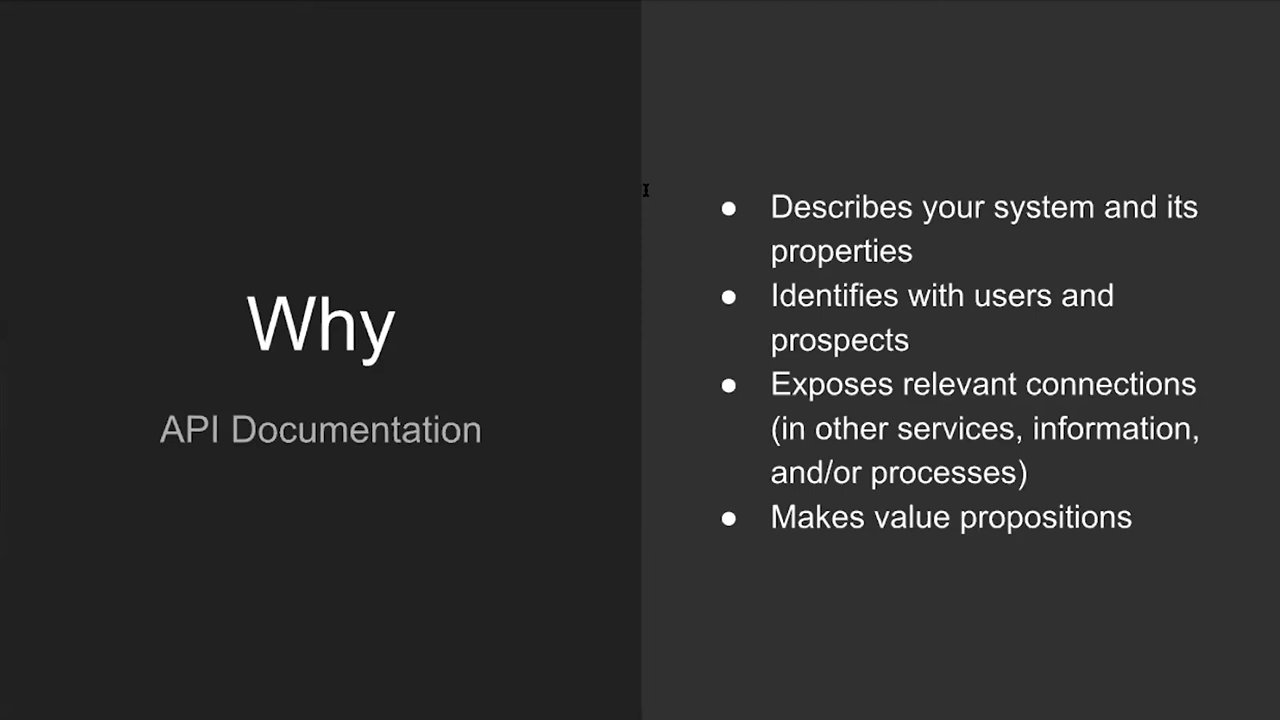 Why
API Documentation
● Describes your system and its
properties
● Identifies with users and
prospects
● Exposes relevant connections
(in other services, information,
and/or processes)
● Makes value propositions